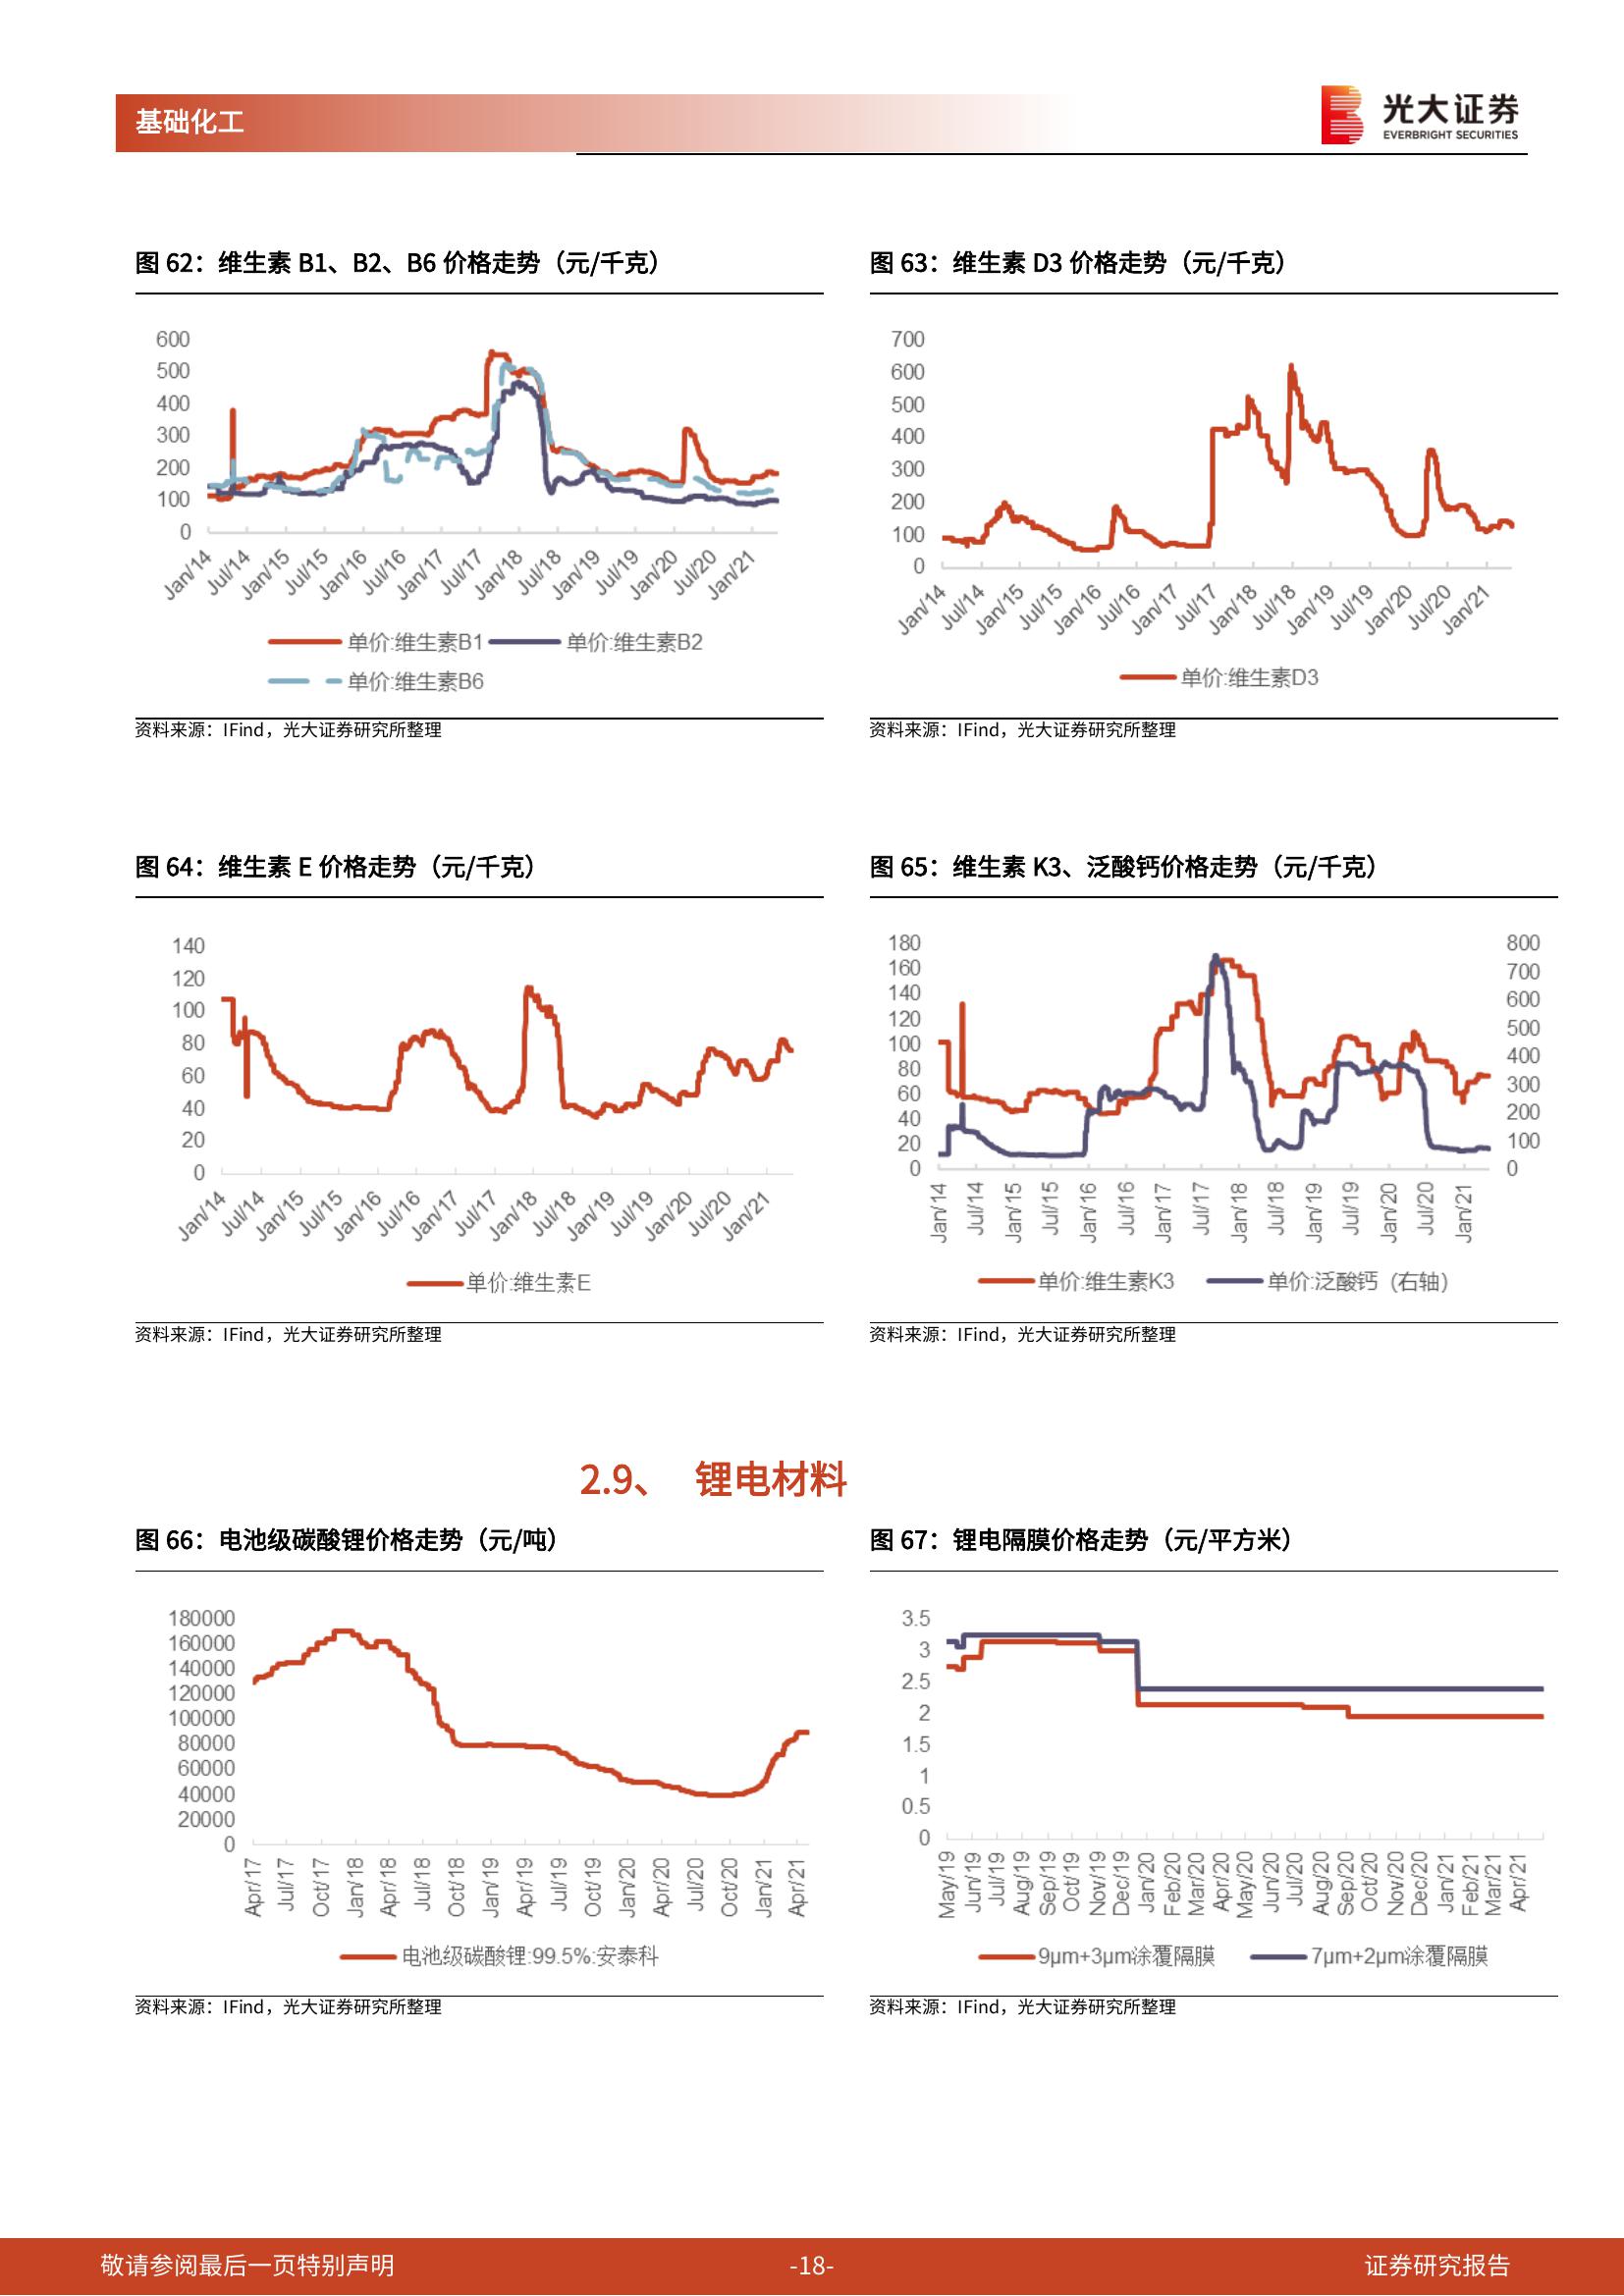 基础化工
光大证券
EVERBRIGHT SECURITIES
图 62：维生素 B1、B2、B6 价格走势（元/千克）
600
500
400
300
200
100
0
Jan/14
Jul/14
Jan/15
Jul/15
Jan/16
Jul/16
Jan/17
Jul/17
Jan/18
Jul/18
Jan/19
Jul/19
Jan/20
Jul/20
Jan/21
单价:维生素B1
单价:维生素B2
单价:维生素B6
资料来源：IFind，光大证券研究所整理
图 63：维生素 D3 价格走势（元/千克）
700
600
500
400
300
200
100
0
Jan/14
Jul/14
Jan/15
Jul/15
Jan/16
Jul/16
Jan/17
Jul/17
Jan/18
Jul/18
Jan/19
Jul/19
Jan/20
Jul/20
Jan/21
单价:维生素D3
资料来源：IFind，光大证券研究所整理
图 64：维生素 E 价格走势（元/千克）
140
120
100
80
60
40
20
0
Jan/14
Jul/14
Jan/15
Jul/15
Jan/16
Jul/16
Jan/17
Jul/17
Jan/18
Jul/18
Jan/19
Jul/19
Jan/20
Jul/20
Jan/21
单价:维生素E
资料来源：IFind，光大证券研究所整理
图 65：维生素 K3、泛酸钙价格走势（元/千克）
180
160
140
120
100
80
60
40
20
0
800
700
600
500
400
300
200
100
0
Jan/14
Jul/14
Jan/15
Jul/15
Jan/16
Jul/16
Jan/17
Jul/17
Jan/18
Jul/18
Jan/19
Jul/19
Jan/20
Jul/20
Jan/21
单价:维生素K3
单价:泛酸钙（右轴）
资料来源：IFind，光大证券研究所整理
2.9、 锂电材料
图 66：电池级碳酸锂价格走势（元/吨）
180000
160000
140000
120000
100000
80000
60000
40000
20000
0
Apr/17
Jul/17
Oct/17
Jan/18
Apr/18
Jul/18
Oct/18
Jan/19
Apr/19
Jul/19
Oct/19
Jan/20
Apr/20
Jul/20
Oct/20
Jan/21
Apr/21
电池级碳酸锂:99.5%:安泰科
资料来源：IFind，光大证券研究所整理
图 67：锂电隔膜价格走势（元/平方米）
3.5
3
2.5
2
1.5
1
0.5
0
May/19
Jun/19
Jul/19
Aug/19
Sep/19
Oct/19
Nov/19
Dec/19
Jan/20
Feb/20
Mar/20
Apr/20
May/20
Jun/20
Jul/20
Aug/20
Sep/20
Oct/20
Nov/20
Dec/20
Jan/21
Feb/21
Mar/21
Apr/21
9μm+3μm涂覆隔膜
7μm+2μm涂覆隔膜
资料来源：IFind，光大证券研究所整理
敬请参阅最后一页特别声明
-18-
证券研究报告